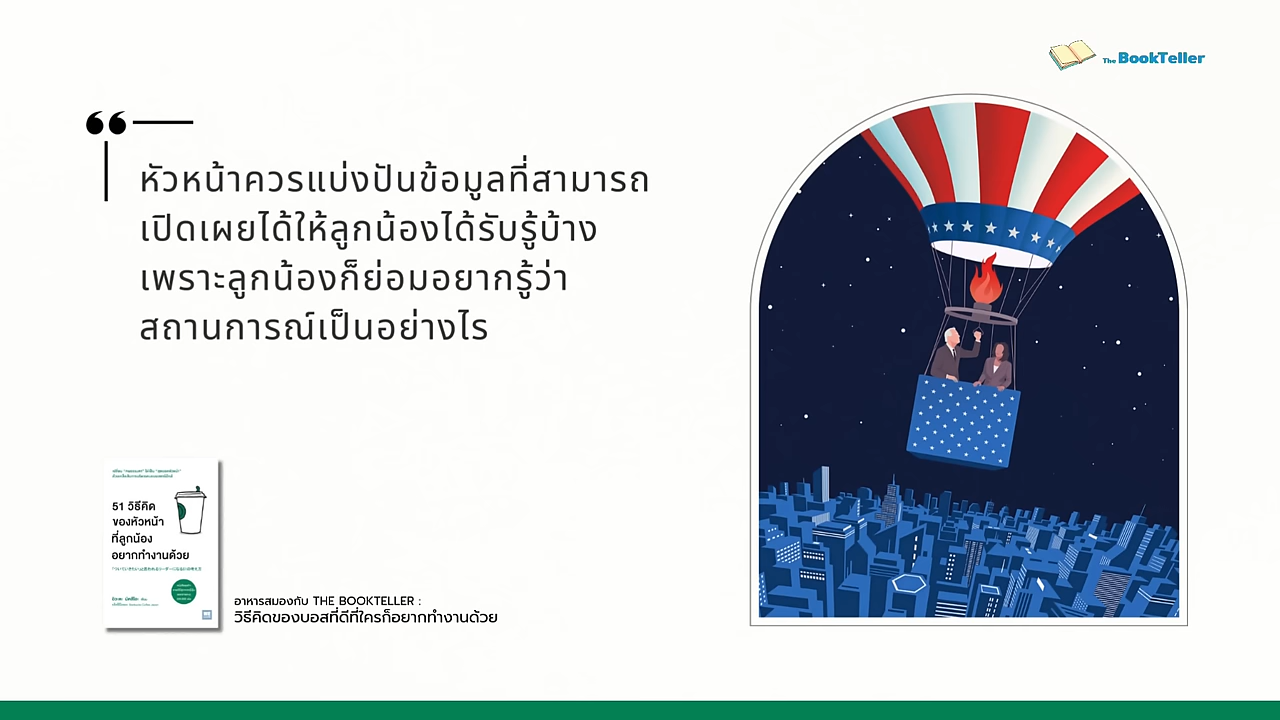 The BookTeller
หัวหน้าควรแบ่งปันข้อมูลที่สามารถ
เปิดเผยได้ให้ลูกน้องได้รับรู้บ้าง
เพราะลูกน้องก็ย่อมอยากรู้ว่า
สถานการณ์เป็นอย่างไร
51 วิธีคิด
ของหัวหน้า
ที่ลูกน้อง
อยากทำงานด้วย
อาหารสมองกับ THE BOOKTELLER :
วิธีคิดของบอสที่ดีที่ใครก็อยากทำงานด้วย